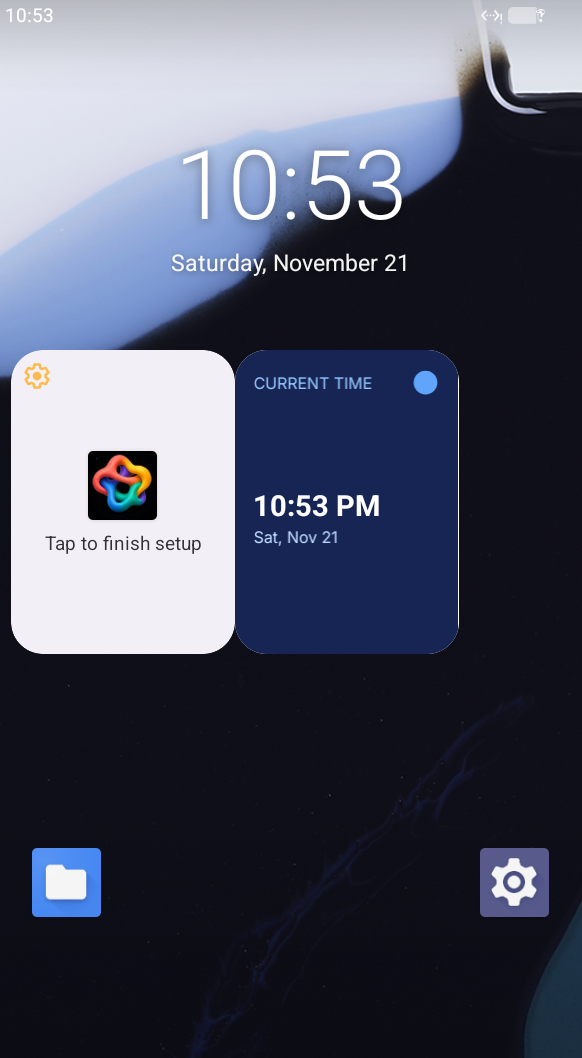 10:53
10:53
Saturday, November 21
Tap to finish setup
CURRENT TIME
10:53 PM
Sat, Nov 21